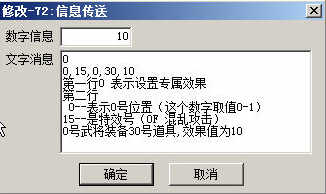 修改-72:信息传送
数字信息
10
文字消息
0
0,15,0,30,10
第一行0 表示设置专属效果
第二行
0--表示0号位置（这个数字取值0-1）
15--是特效号（0F 混乱攻击）
0号武将装备30号道具,效果值为10
确定
取消